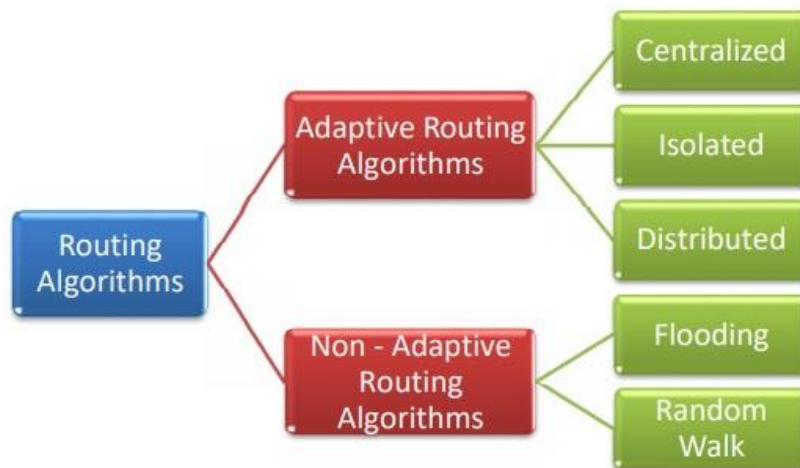 Routing
Algorithms
Adaptive Routing
Algorithms
Centralized
Isolated
Distributed
Non - Adaptive
Routing
Algorithms
Flooding
Random
Walk